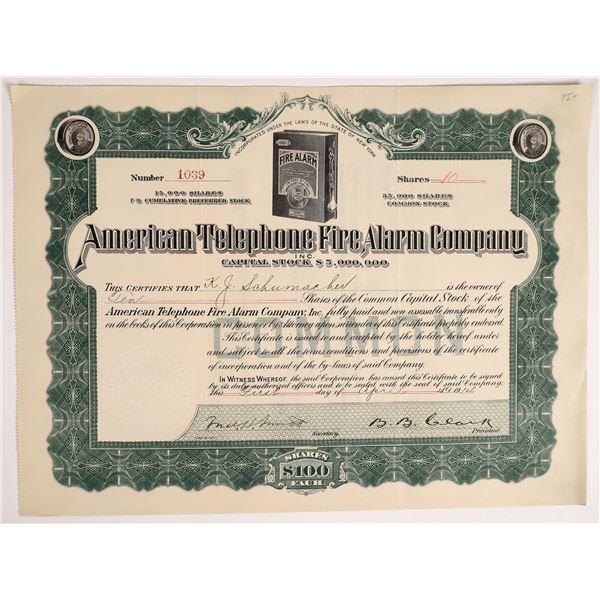 75-
INCORPORATED UNDER THE LAWS OF THE STATE OF NEW YORK
FIRE ALARM
Number 1039
Shares 10
15,000 SHARES
7% CUMULATIVE PREFERRED STOCK
35,000 SHARES
COMMON STOCK
American Telephone Fire Alarm Company
INC.
CAPITAL STOCK $5,000,000
THIS CERTIFIES THAT K J Schumacher is the owner of
Ten Shares of the Common Capital Stock of the
American Telephone Fire Alarm Company, Inc. fully paid and non assessable transferable only
on the books of this Corporation in person or by Attorney upon surrender of this Certificate properly endorsed.
COMMON
This Certificate is issued to and accepted by the holder hereof under
and subject to all the terms conditions and provisions of the certificate
of incorporation and of the by-laws of said Company.
IN WITNESS WHEREOF, the said Corporation has caused this Certificate to be signed
by its duly authorized officers and to be sealed with the seal of said Company.
this First day of April 1914
Secretary.
B. B. Clark
President.
SHARES
$100
EACH